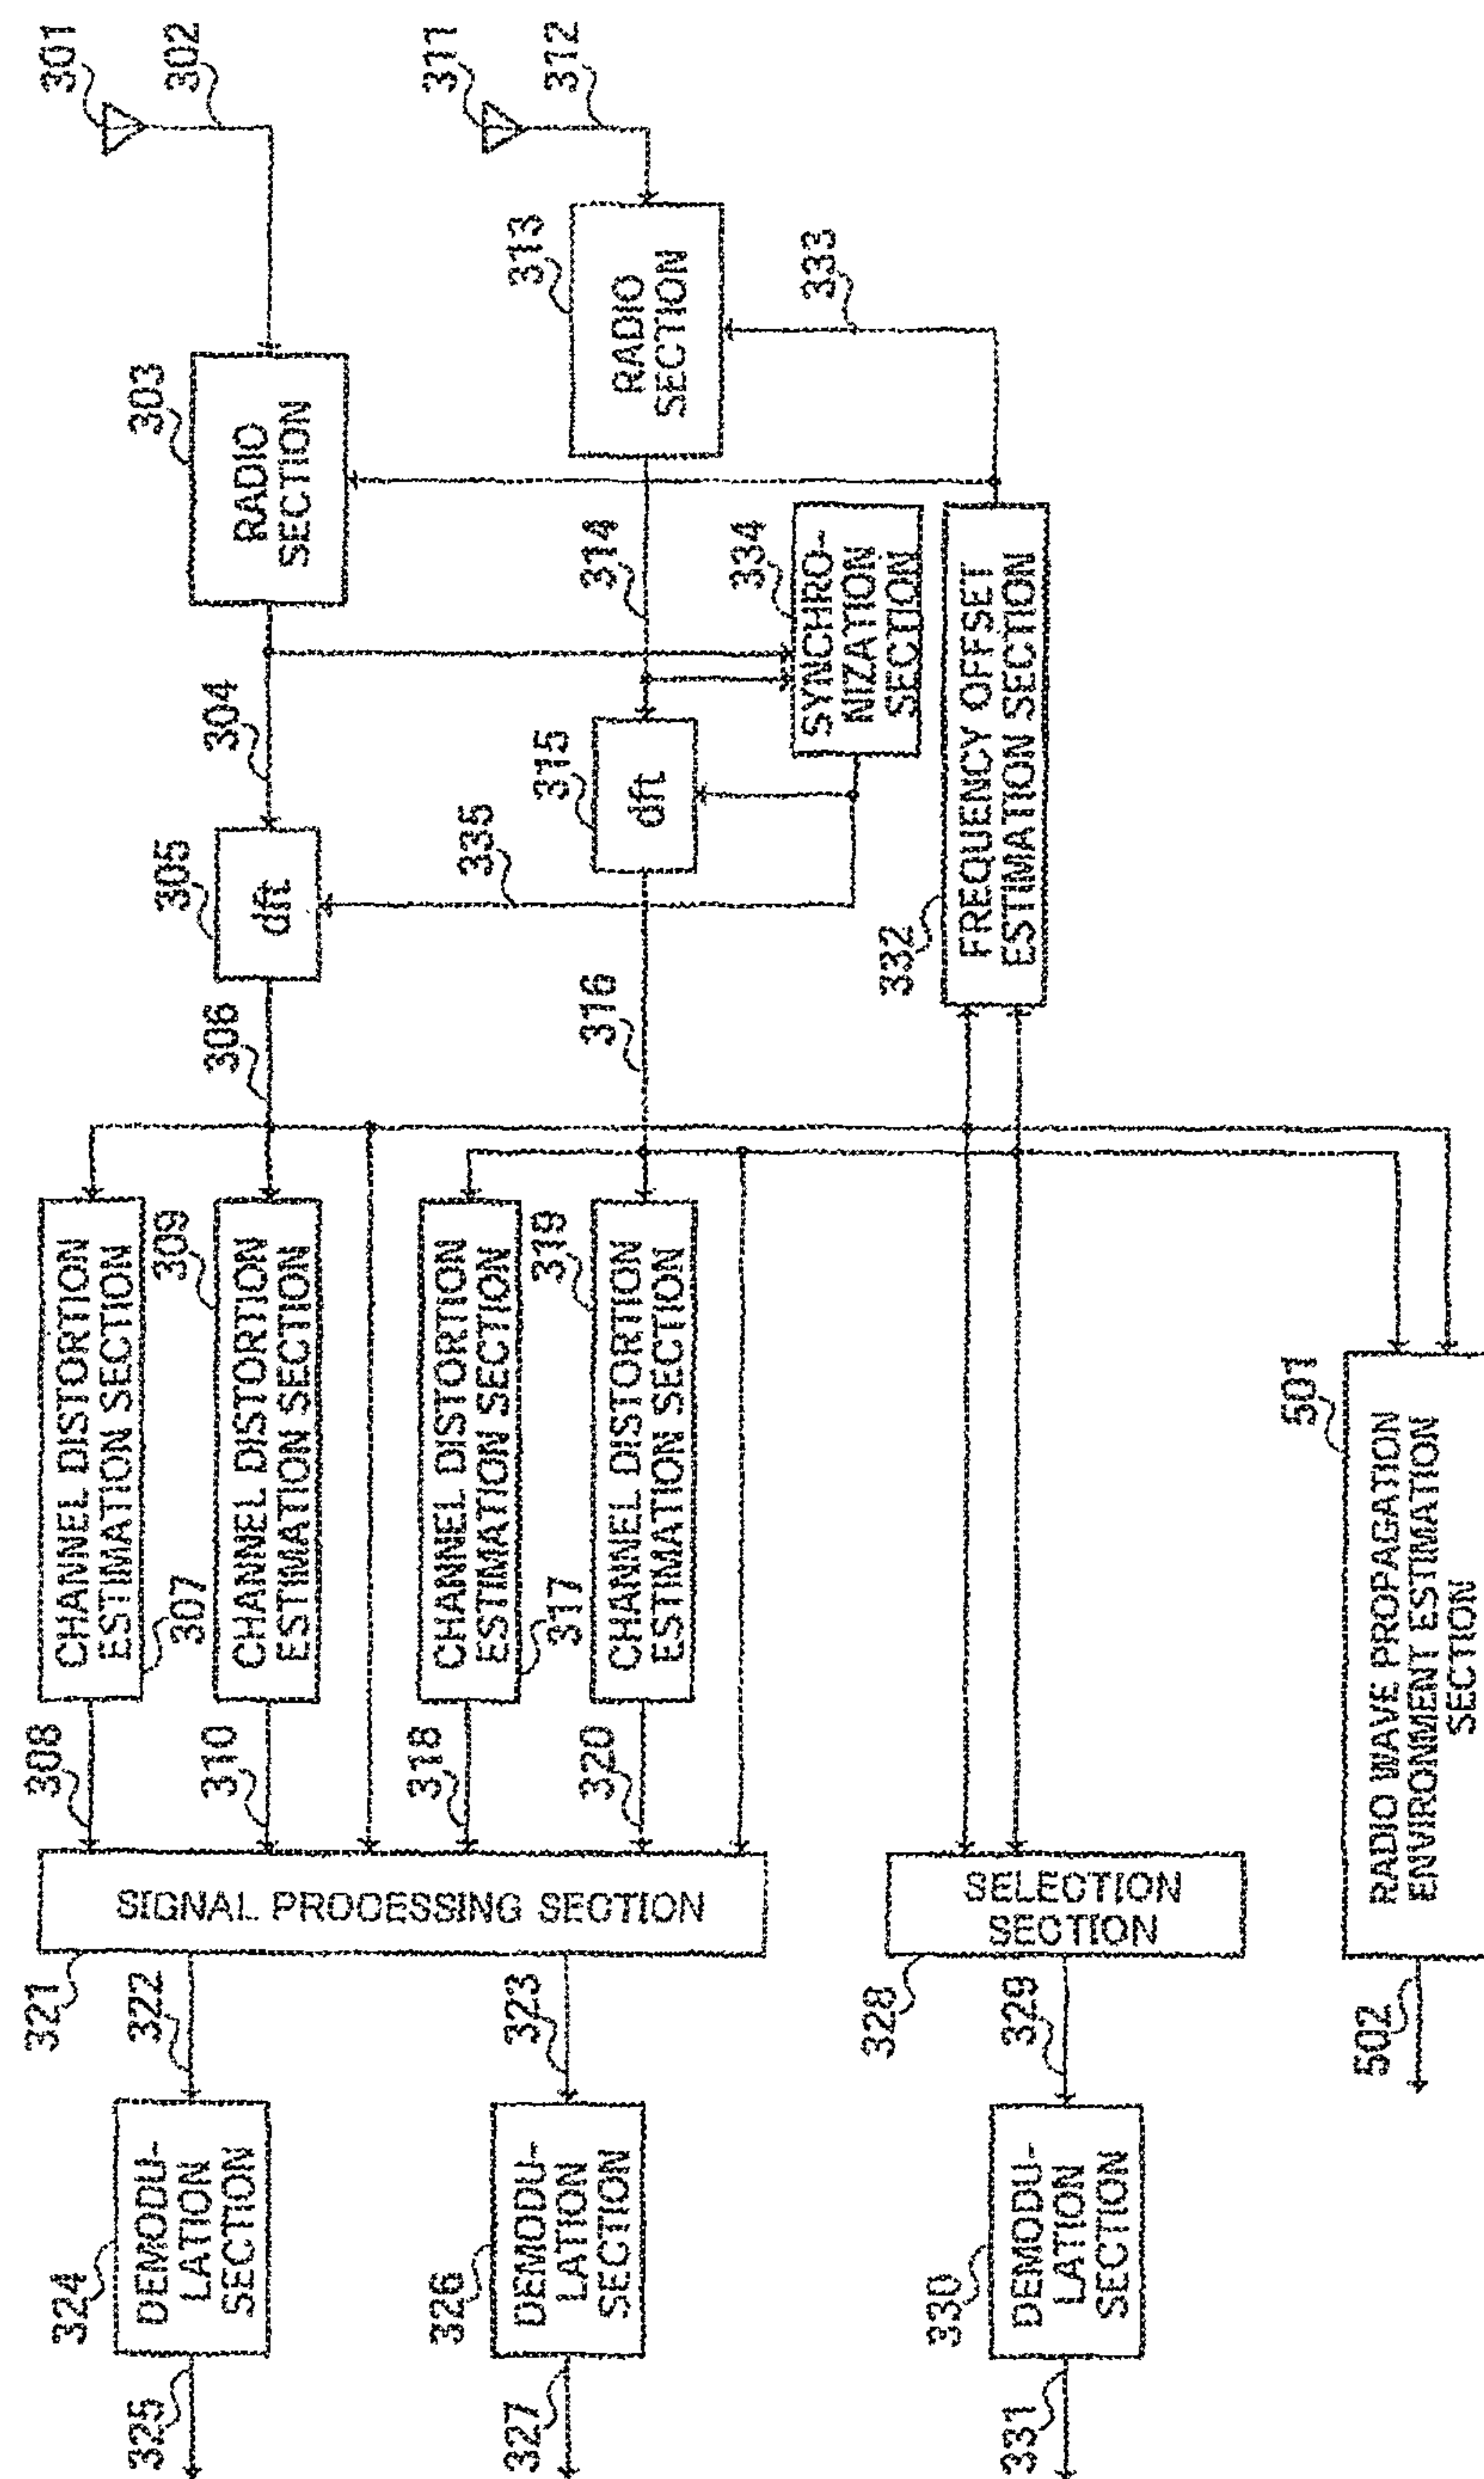 301
302
303
RADIO
SECTION
304
305
dft
306
311
312
313
RADIO
SECTION
314
315
dft
316
333
334
SYNCHRO-
NIZATION
SECTION
335
332
FREQUENCY OFFSET
ESTIMATION SECTION
CHANNEL DISTORTION
ESTIMATION SECTION
307
308
309
CHANNEL DISTORTION
ESTIMATION SECTION
310
CHANNEL DISTORTION
ESTIMATION SECTION
317
318
319
CHANNEL DISTORTION
ESTIMATION SECTION
320
SIGNAL PROCESSING SECTION
321
322
323
SELECTION
SECTION
328
329
501
RADIO WAVE PROPAGATION
ENVIRONMENT ESTIMATION
SECTION
502
324
DEMODU-
LATION
SECTION
325
326
DEMODU-
LATION
SECTION
327
330
DEMODU-
LATION
SECTION
331